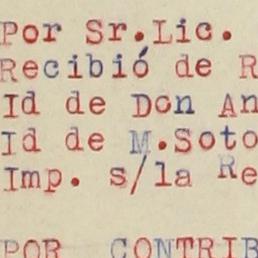 Por Sr.Lic.
Recibió de R
Id de Don An
Id de M.Soto
Imp. s/la Re
POR CONTRIB